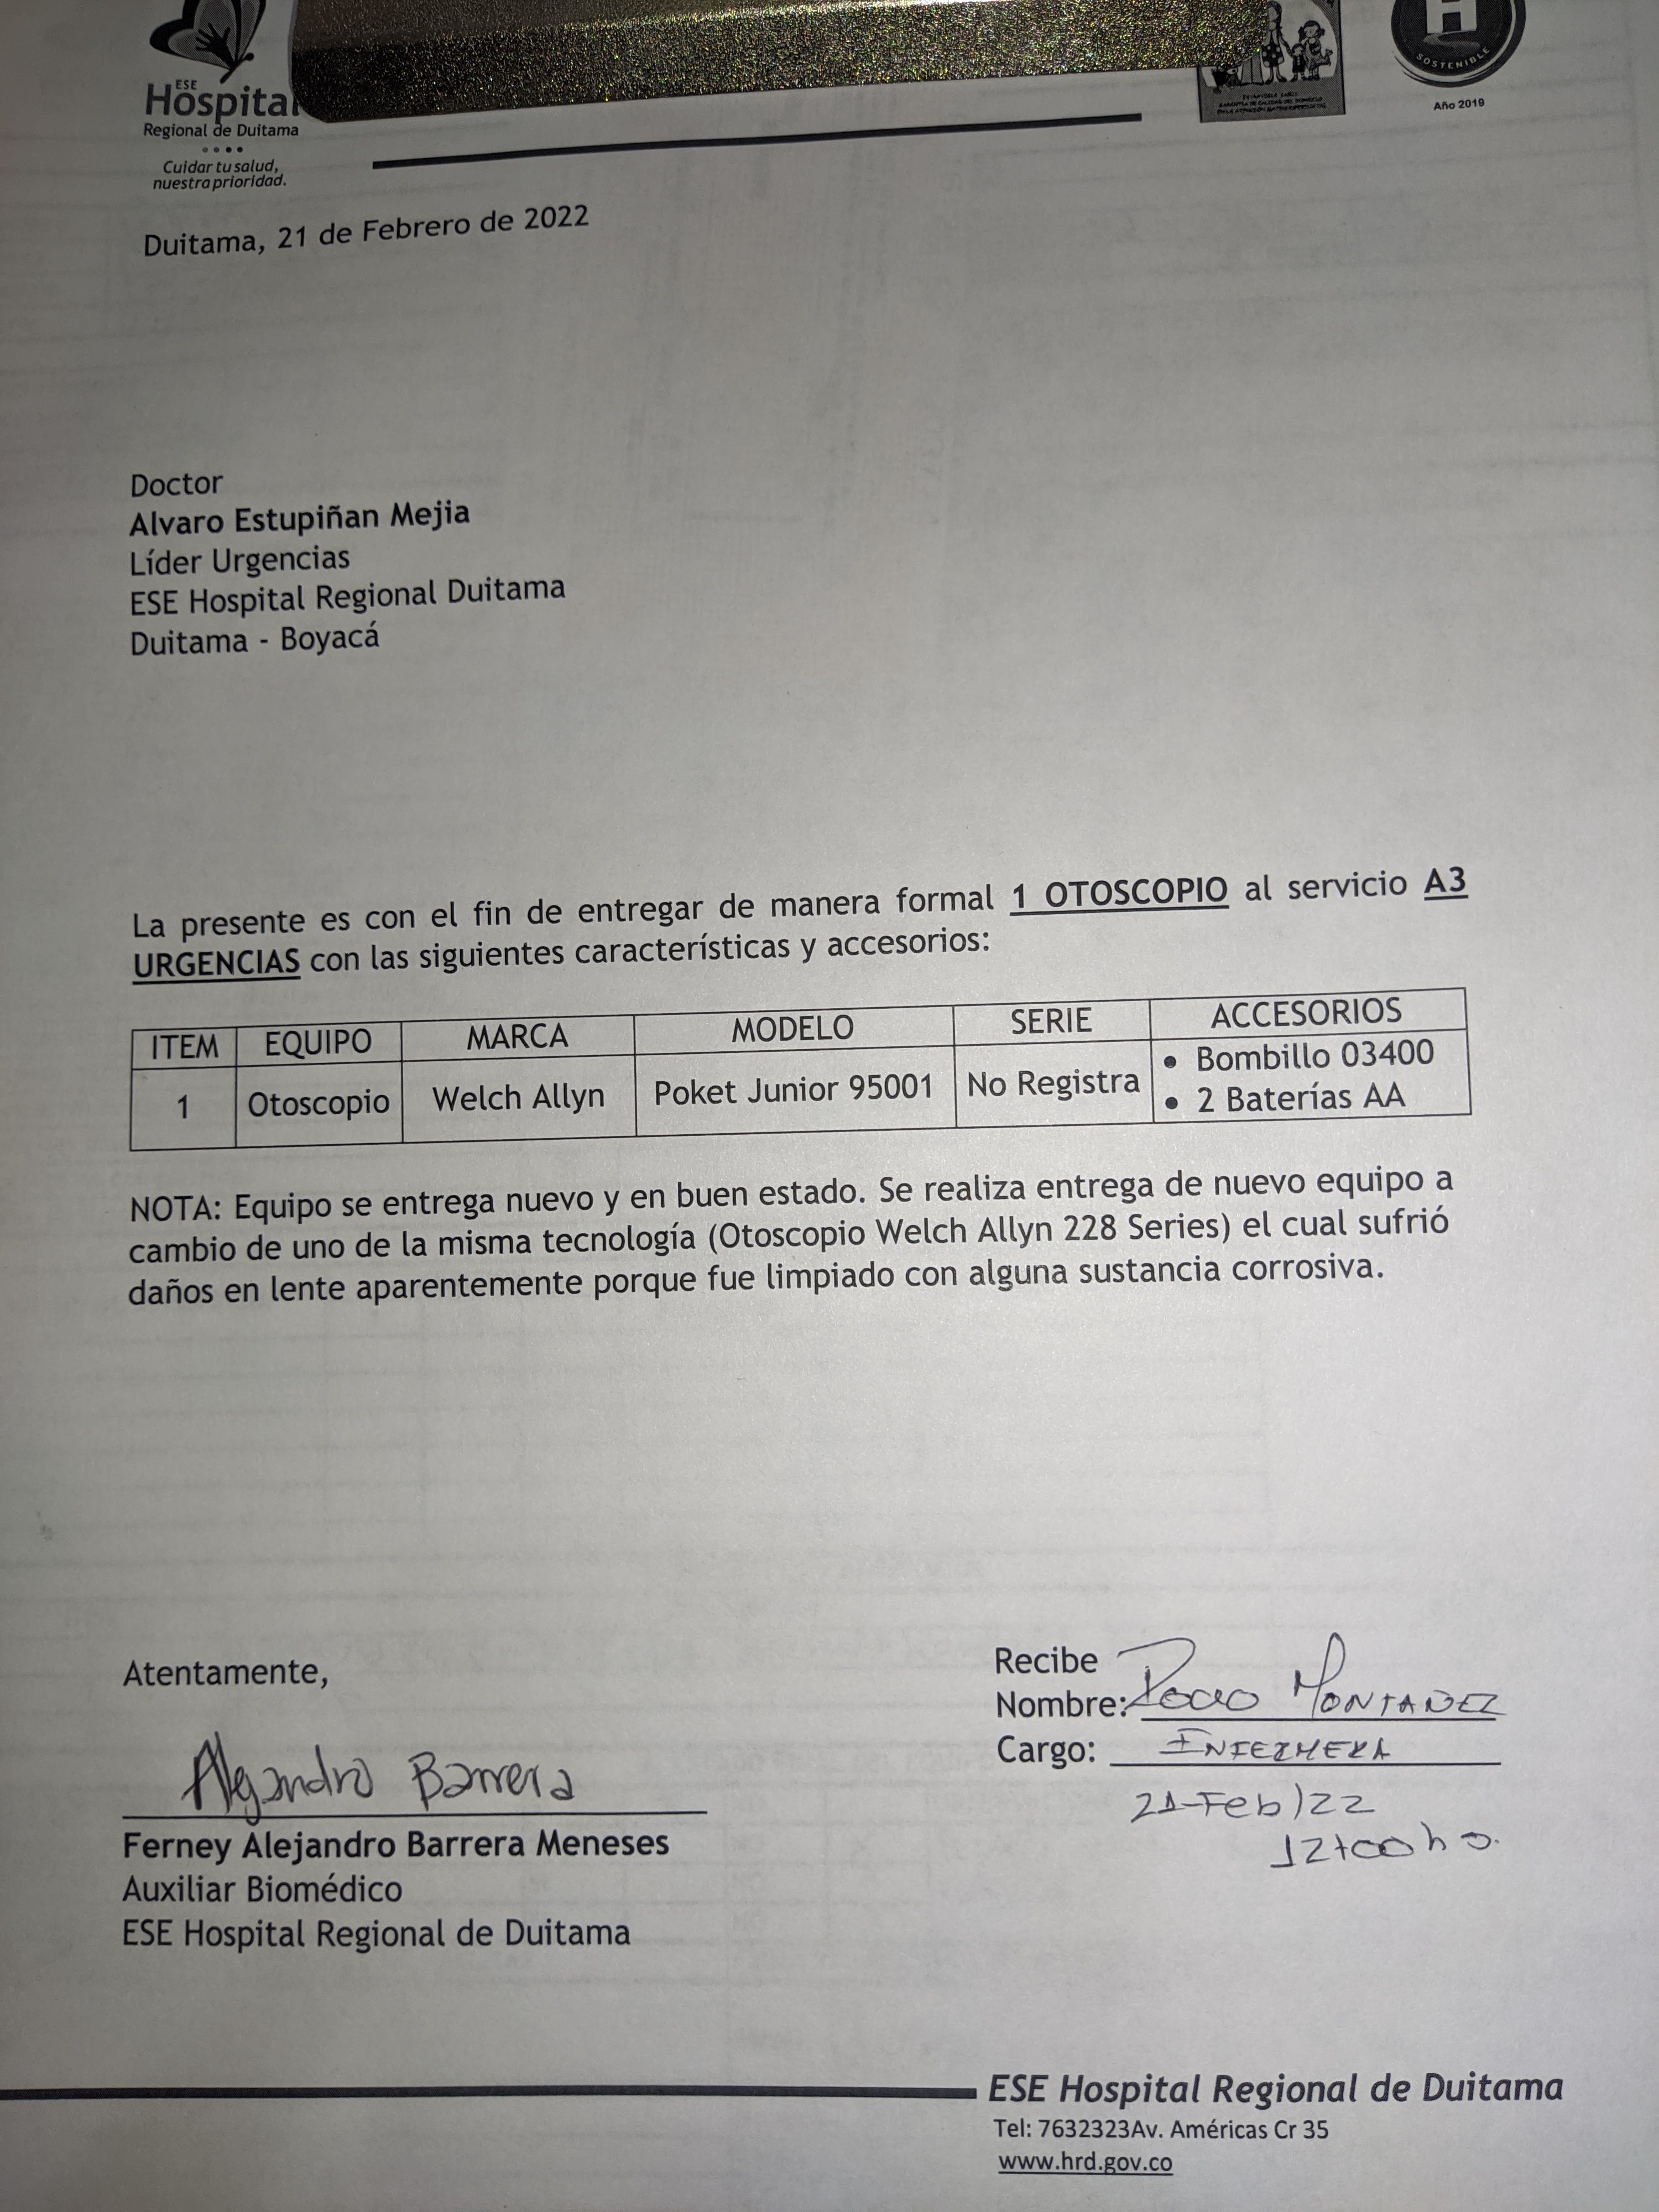 ESE
Hospital
Regional de Duitama
Cuidar tu salud,
nuestra prioridad.
H
SOSTENIBLE
Año 2019
Duitama, 21 de Febrero de 2022
Doctor
Alvaro Estupiñan Mejia
Líder Urgencias
ESE Hospital Regional Duitama
Duitama - Boyacá
La presente es con el fin de entregar de manera formal 1 OTOSCOPIO al servicio A3
URGENCIAS con las siguientes características y accesorios:
ITEM EQUIPO MARCA MODELO SERIE ACCESORIOS
1 Otoscopio Welch Allyn Poket Junior 95001 No Registra • Bombillo 03400
• 2 Baterías AA
NOTA: Equipo se entrega nuevo y en buen estado. Se realiza entrega de nuevo equipo a
cambio de uno de la misma tecnología (Otoscopio Welch Allyn 228 Series) el cual sufrió
daños en lente aparentemente porque fue limpiado con alguna sustancia corrosiva.
Atentamente,
Alejandro Barrera
Ferney Alejandro Barrera Meneses
Auxiliar Biomédico
ESE Hospital Regional de Duitama
Recibe
Nombre: Rocio MONTAÑEZ
Cargo: ENFERMERA
21-Feb/22
12+00h
ESE Hospital Regional de Duitama
Tel: 7632323Av. Américas Cr 35
www.hrd.gov.co